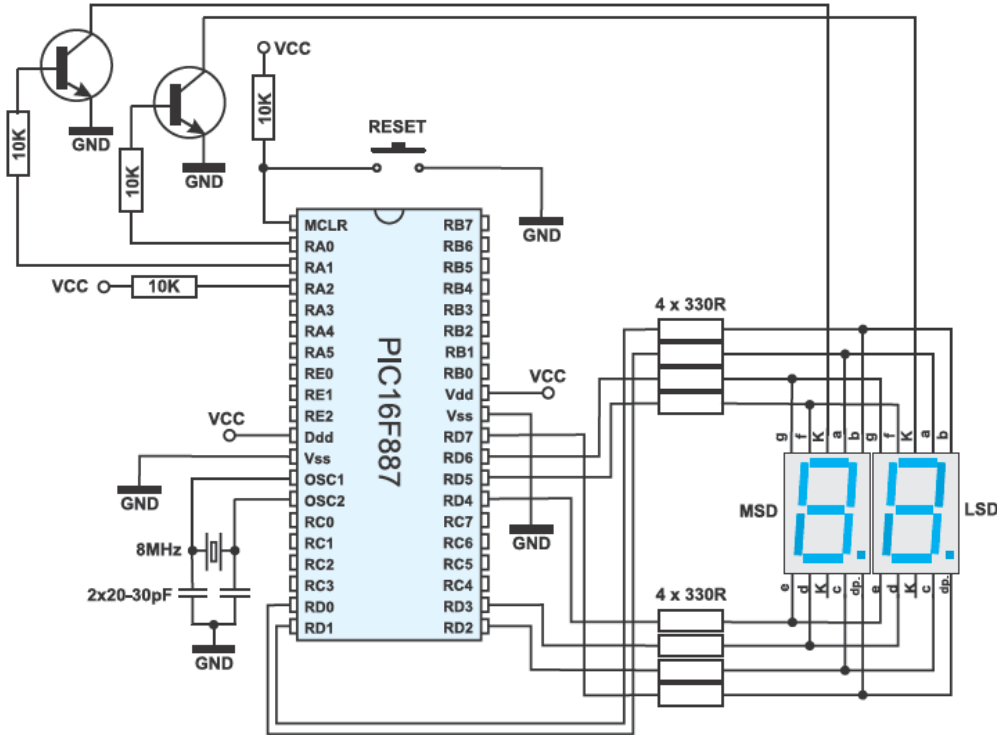 VCC
10K
10K
10K
GND
GND
RESET
GND
VCC
10K
MCLR
RA0
RA1
RA2
RA3
RA4
RA5
RE0
RE1
RE2
Ddd
Vss
OSC1
OSC2
RC0
RC1
RC2
RC3
RD0
RD1
PIC16F887
RB7
RB6
RB5
RB4
RB3
RB2
RB1
RB0
Vdd
Vss
RD7
RD6
RD5
RD4
RC7
RC6
RC5
RC4
RD3
RD2
VCC
GND
VCC
GND
8MHz
2x20-30pF
GND
4 x 330R
4 x 330R
g f K a b g f K a b
MSD
LSD
e d K c dp. e d K c dp.